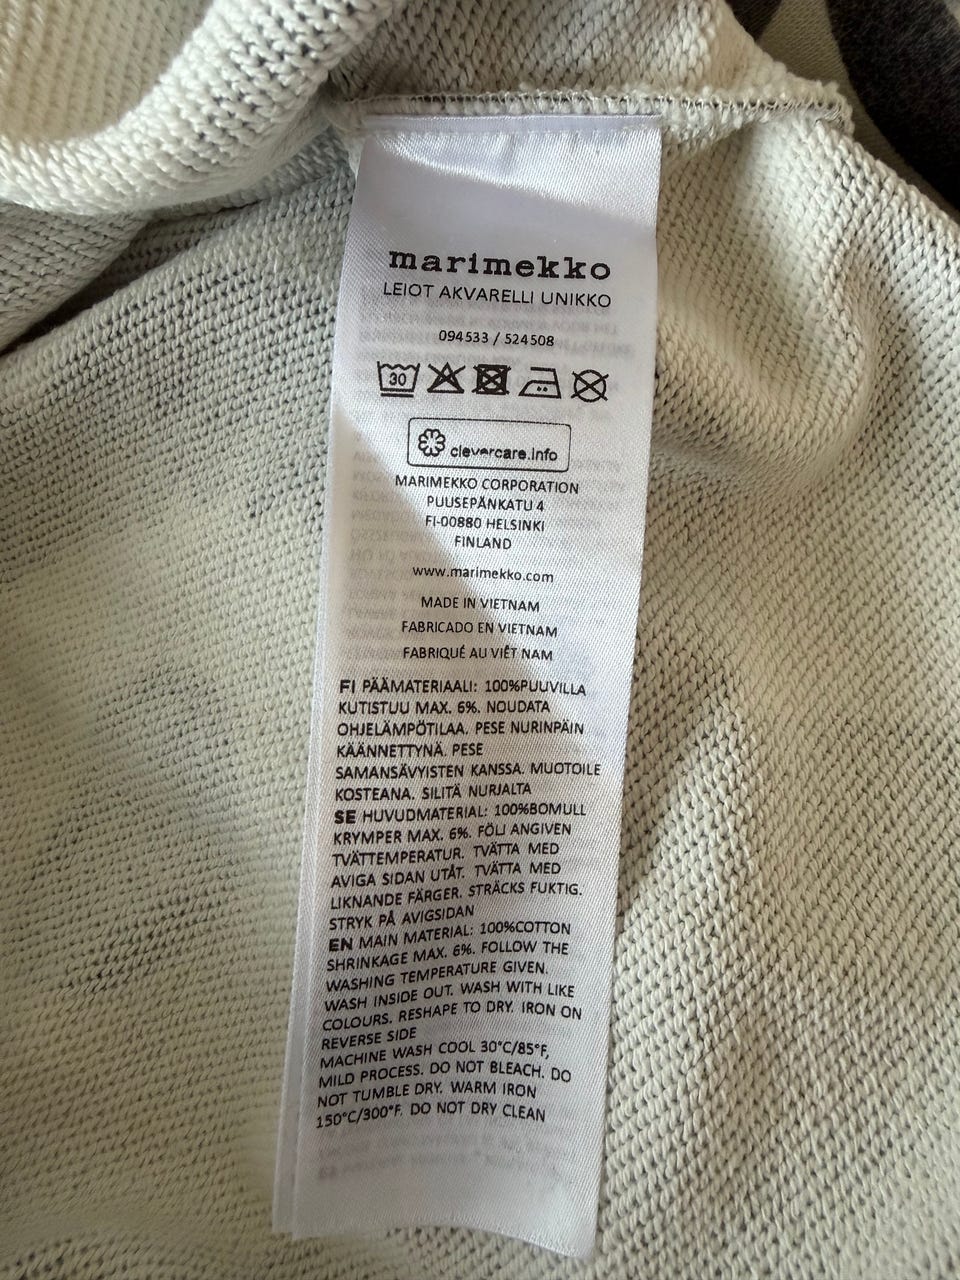 marimekko
LEIOT AKVARELLI UNIKKO
094533 / 524508
30
clevercare.info
MARIMEKKO CORPORATION
PUUSEPÄNKATU 4
FI-00880 HELSINKI
FINLAND
www.marimekko.com
MADE IN VIETNAM
FABRICADO EN VIETNAM
FABRIQUÉ AU VIÊT NAM
FI PÄÄMATERIAALI: 100%PUUVILLA
KUTISTUU MAX. 6%. NOUDATA
OHJELÄMPÖTILAA. PESE NURINPÄIN
KÄÄNNETTYNÄ. PESE
SAMANSÄVYISTEN KANSSA. MUOTOILE
KOSTEANA. SILITÄ NURJALTA
SE HUVUDMATERIAL: 100%BOMULL
KRYMPER MAX. 6%. FÖLJ ANGIVEN
TVÄTTEMPERATUR. TVÄTTA MED
AVIGA SIDAN UTÅT. TVÄTTA MED
LIKNANDE FÄRGER. STRÄCKS FUKTIG.
STRYK PÅ AVIGSIDAN
EN MAIN MATERIAL: 100%COTTON
SHRINKAGE MAX. 6%. FOLLOW THE
WASHING TEMPERATURE GIVEN.
WASH INSIDE OUT. WASH WITH LIKE
COLOURS. RESHAPE TO DRY. IRON ON
REVERSE SIDE
MACHINE WASH COOL 30°C/85°F,
MILD PROCESS. DO NOT BLEACH. DO
NOT TUMBLE DRY. WARM IRON
150°C/300°F. DO NOT DRY CLEAN